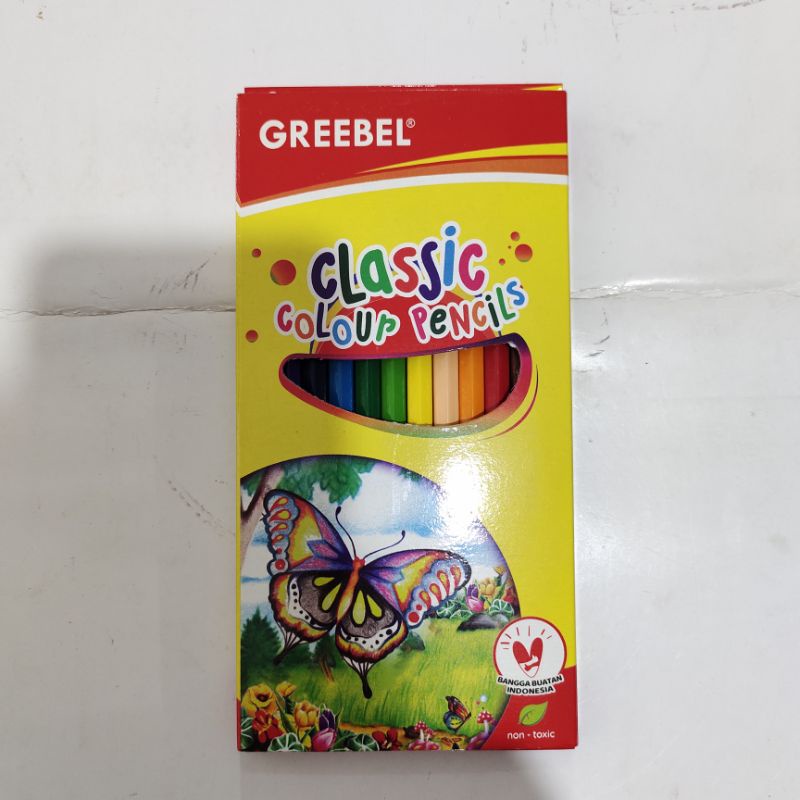 GREEBEL®
CLassic
COLOUR PENCILS
BANGGA BUATAN
INDONESIA
non - toxic